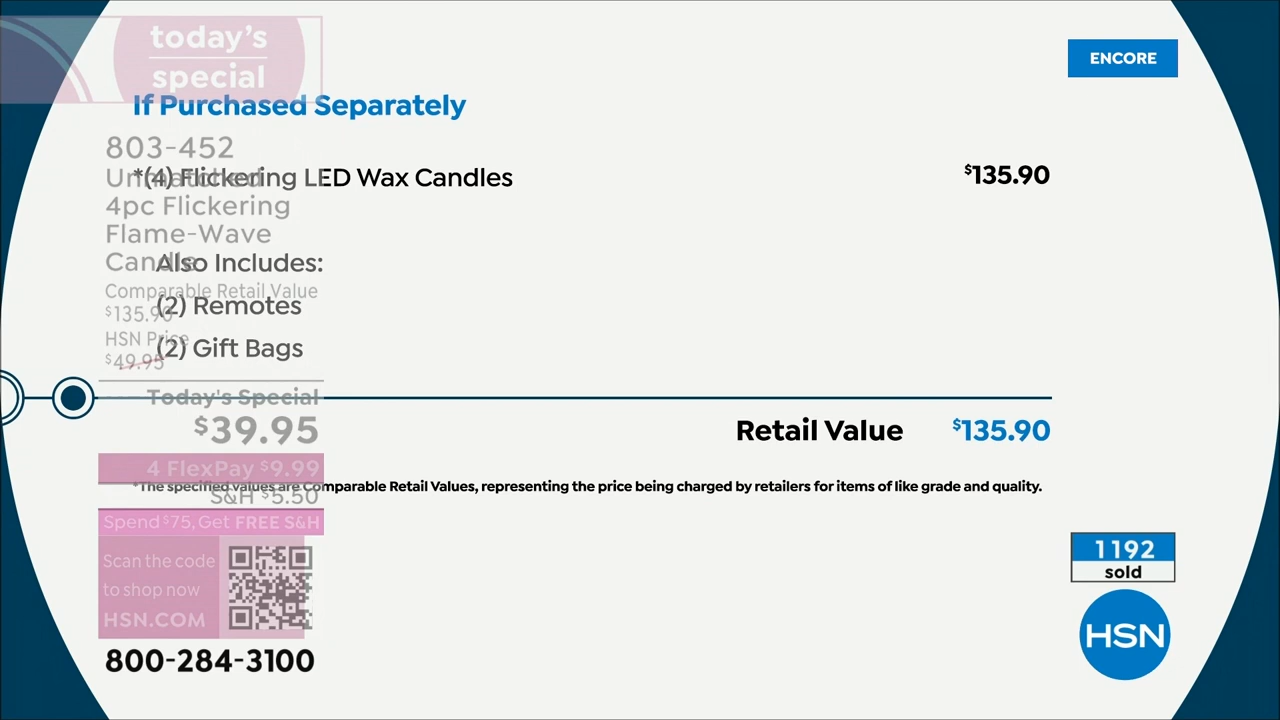 today's
special
ENCORE
If Purchased Separately
803-452
Unmatched
*(4) Flickering LED Wax Candles
$135.90
4pc Flickering
Flame-Wave
Candle
Also Includes:
Comparable Retail Value
$135.90
(2) Remotes
HSN Price
$49.95
(2) Gift Bags
Today's Special
$39.95
Retail Value $135.90
4 FlexPay $9.99
*The specified values are Comparable Retail Values, representing the price being charged by retailers for items of like grade and quality.
S&H $5.50
Spend $75, Get FREE S&H
Scan the code
to shop now
HSN.COM
800-284-3100
1192
sold
HSN